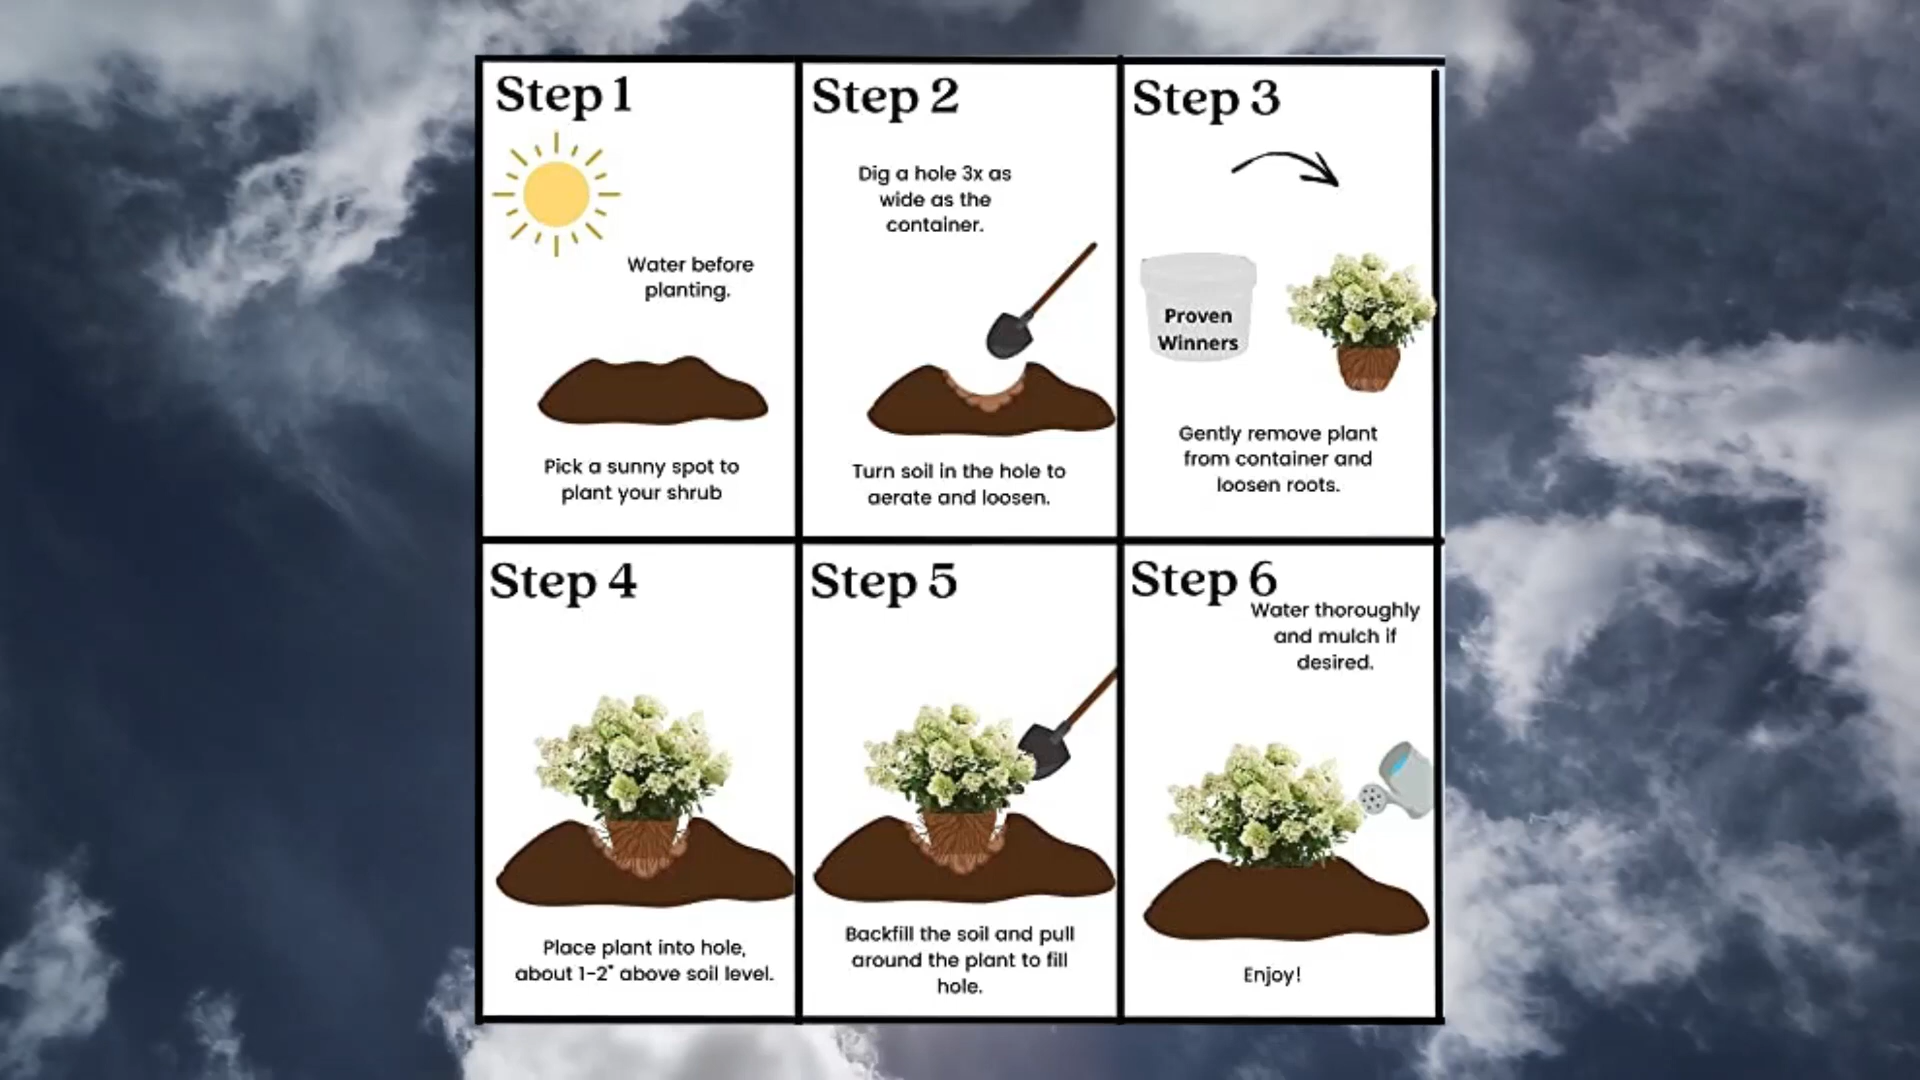 Step 1
Water before
planting.
Pick a sunny spot to
plant your shrub
Step 2
Dig a hole 3x as
wide as the
container.
Turn soil in the hole to
aerate and loosen.
Step 3
Proven
Winners
Gently remove plant
from container and
loosen roots.
Step 4
Place plant into hole,
about 1-2" above soil level.
Step 5
Backfill the soil and pull
around the plant to fill
hole.
Step 6
Water thoroughly
and mulch if
desired.
Enjoy!